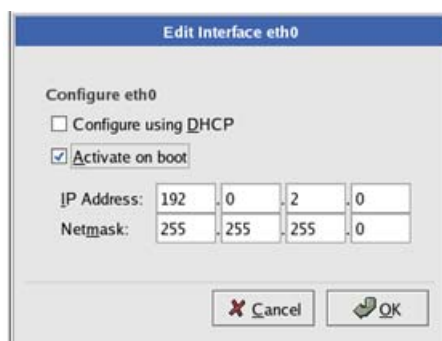 Edit Interface eth0
Configure eth0
Configure using DHCP
Activate on boot
IP Address: 192 . 0 . 2 . 0
Netmask: 255 . 255 . 255 . 0
Cancel OK